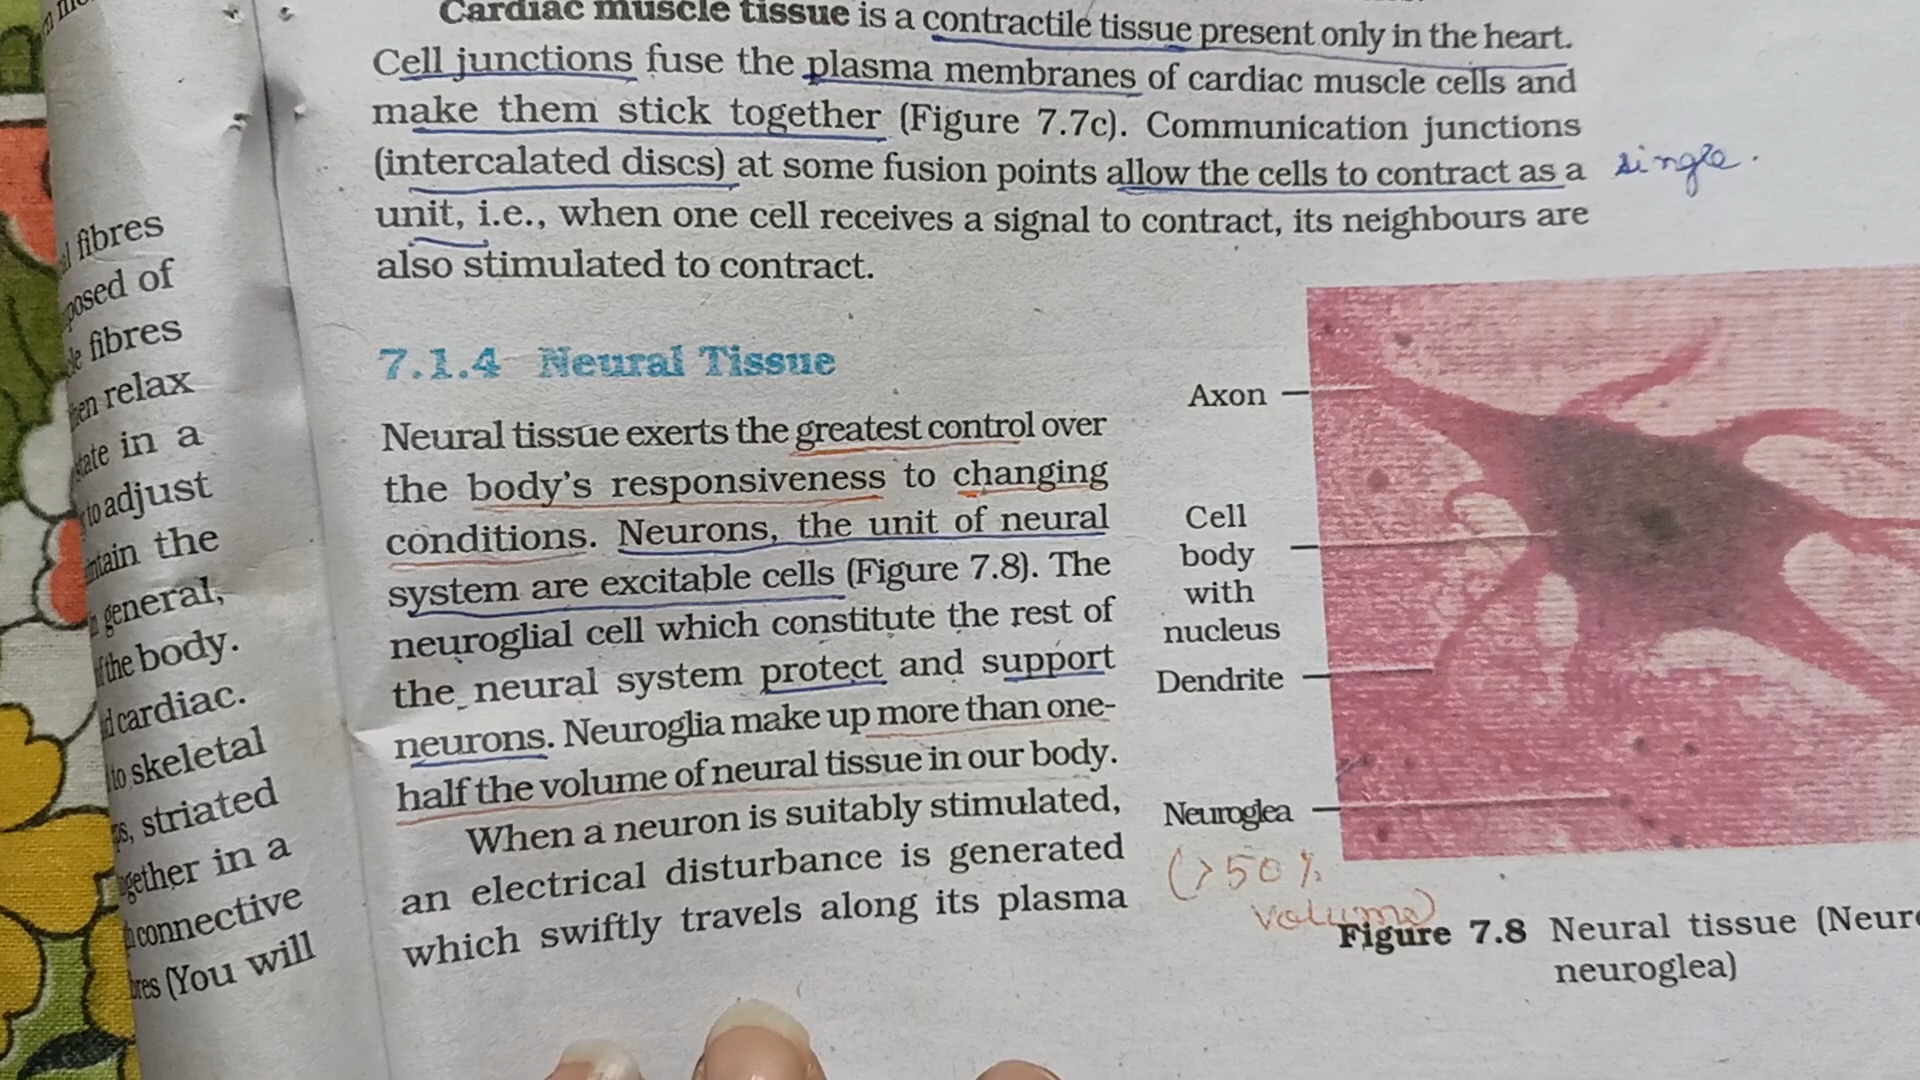 Cardiac muscle tissue is a contractile tissue present only in the heart.
Cell junctions fuse the plasma membranes of cardiac muscle cells and
make them stick together (Figure 7.7c). Communication junctions
(intercalated discs) at some fusion points allow the cells to contract as a single.
unit, i.e., when one cell receives a signal to contract, its neighbours are
also stimulated to contract.
7.1.4 Neural Tissue
Neural tissue exerts the greatest control over
the body's responsiveness to changing
conditions. Neurons, the unit of neural
system are excitable cells (Figure 7.8). The
neuroglial cell which constitute the rest of
the neural system protect and support
neurons. Neuroglia make up more than one-
half the volume of neural tissue in our body.
When a neuron is suitably stimulated,
an electrical disturbance is generated
which swiftly travels along its plasma
Axon
Cell
body
with
nucleus
Dendrite
Neuroglea
(>50%
volume)
Figure 7.8 Neural tissue (Neuro
neuroglea)
fibres
of
fibres
relax
in a
to adjust
the
general,
the body.
cardiac.
to skeletal
striated
in a
connective
(You will